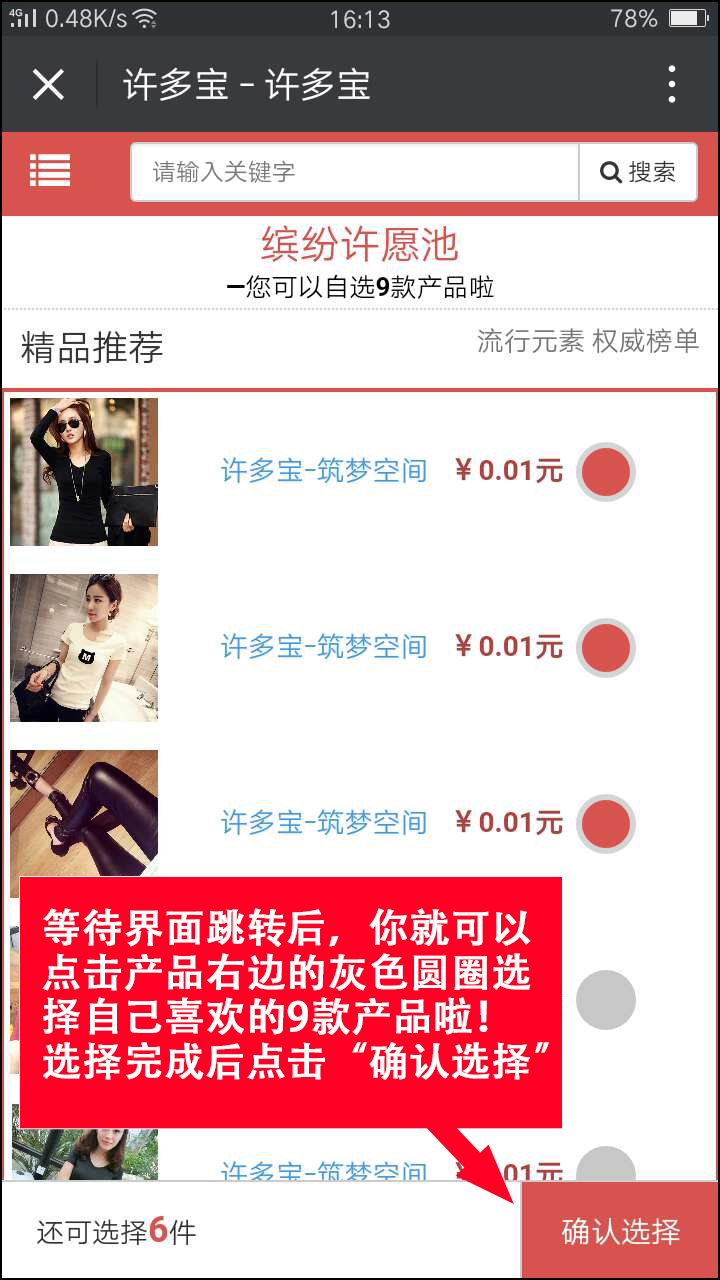 4G 0.48K/s 16:13 78%
许多宝 - 许多宝
请输入关键字 搜索
缤纷许愿池
—您可以自选9款产品啦
精品推荐 流行元素 权威榜单
许多宝-筑梦空间 ¥ 0.01元
许多宝-筑梦空间 ¥ 0.01元
M
许多宝-筑梦空间 ¥ 0.01元
等待界面跳转后，你就可以
点击产品右边的灰色圆圈选
择自己喜欢的9款产品啦！
选择完成后点击“确认选择”
许多宝-筑梦空间 ¥ 0.01元
还可选择6件 确认选择